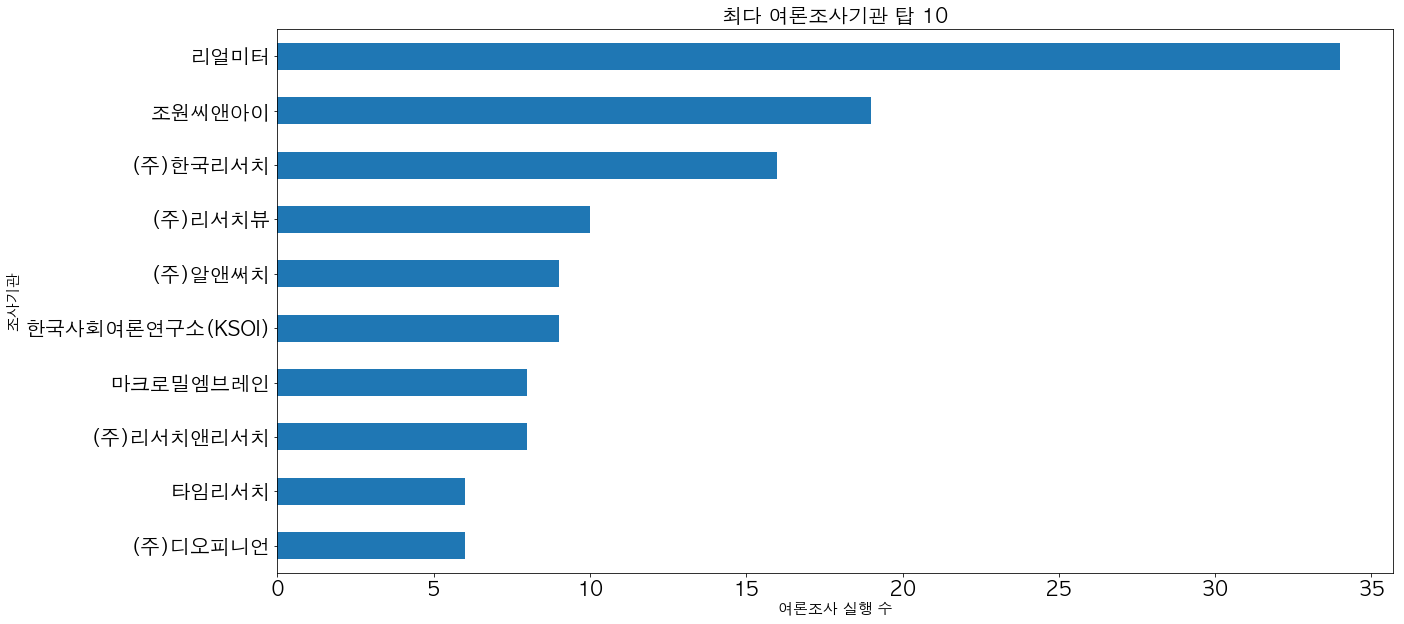 최다 여론조사기관 탑 10
리얼미터
조원씨앤아이
(주)한국리서치
(주)리서치뷰
(주)알앤써치
한국사회여론연구소(KSOI)
마크로밀엠브레인
(주)리서치앤리서치
타임리서치
(주)디오피니언
조사기관
0 5 10 15 20 25 30 35
여론조사 실행 수